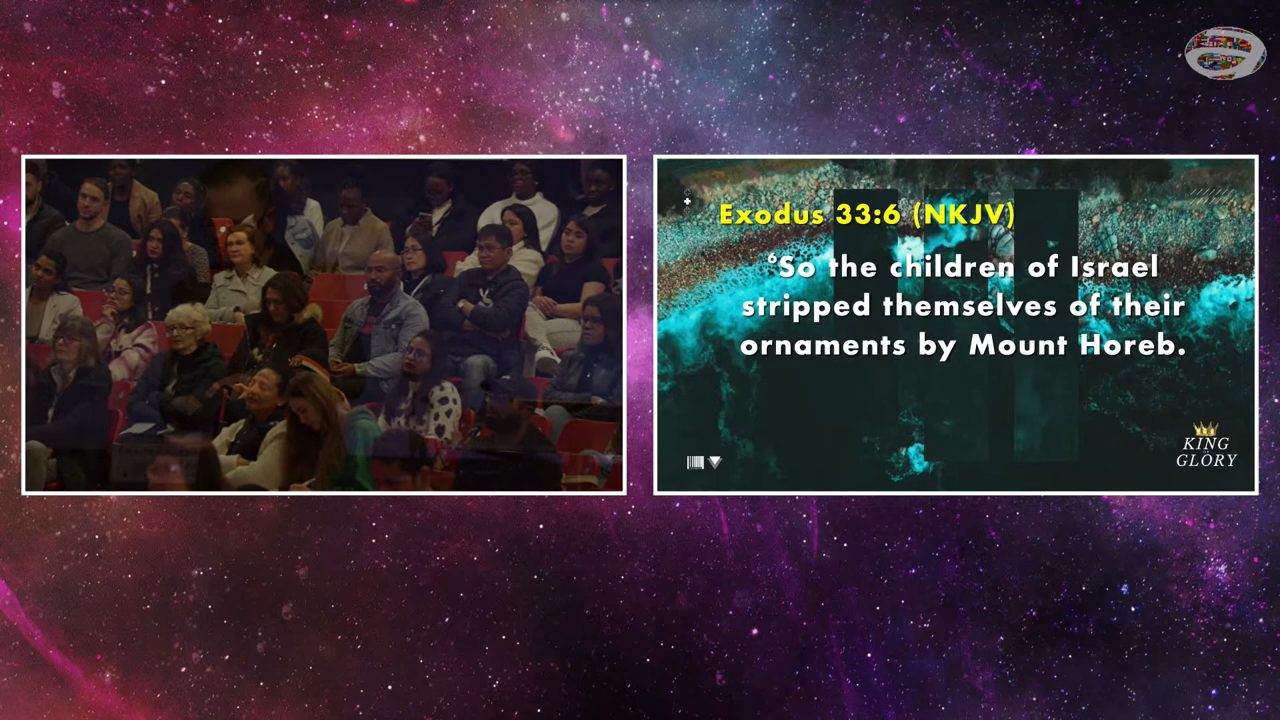 Exodus 33:6 (NKJV)
⁶So the children of Israel
stripped themselves of their
ornaments by Mount Horeb.
KING
OF
GLORY